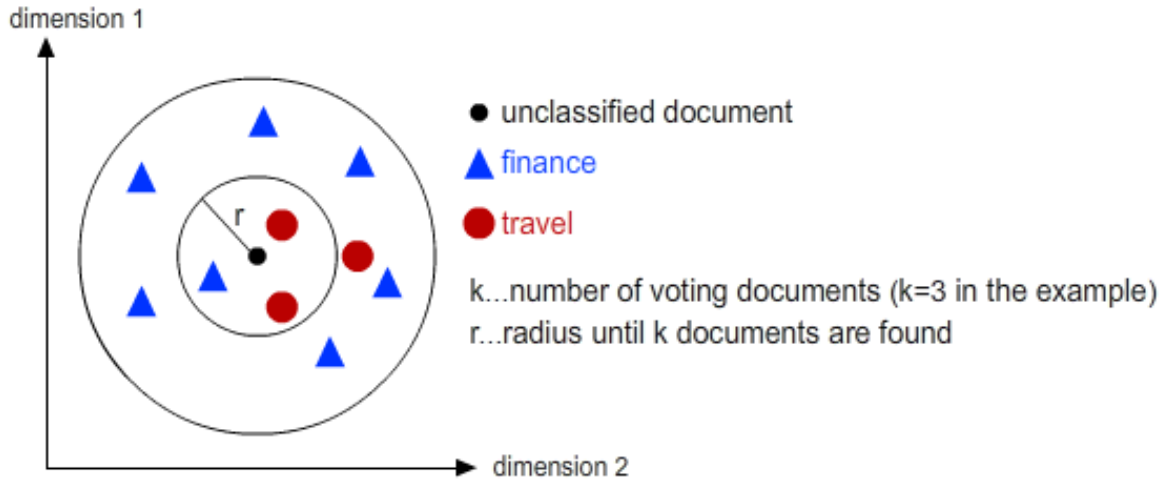 dimension 1
unclassified document
finance
r
travel
k...number of voting documents (k=3 in the example)
r...radius until k documents are found
dimension 2